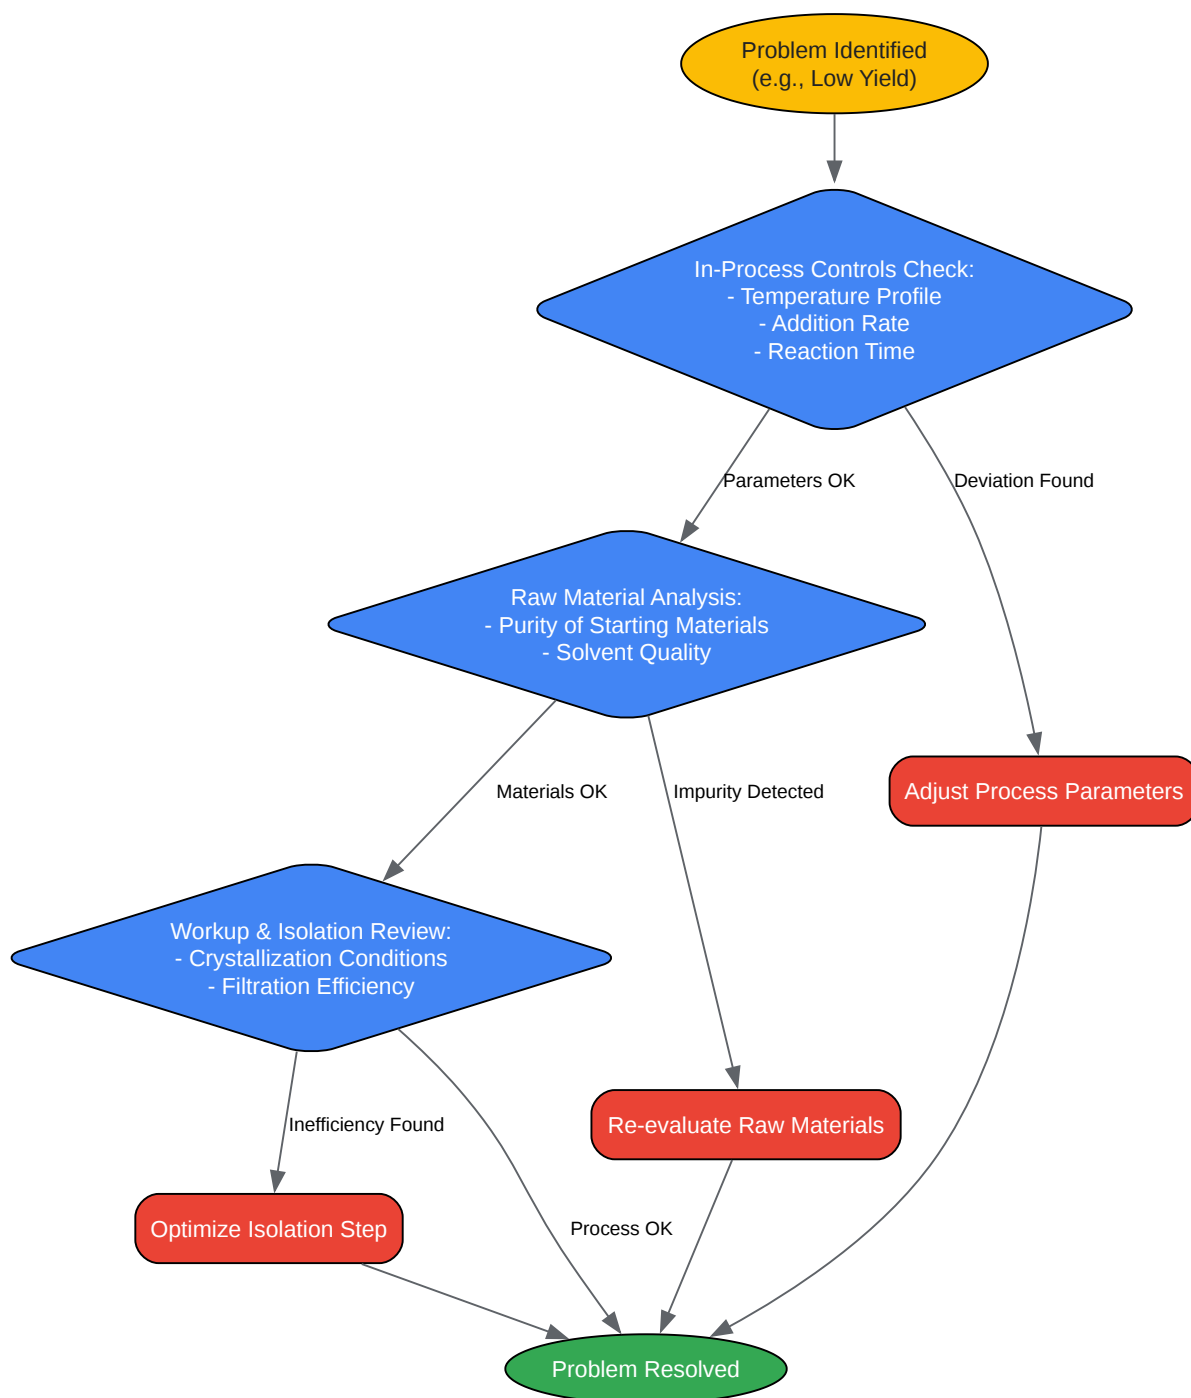 Problem Identified
(e.g., Low Yield)
In-Process Controls Check:
- Temperature Profile
- Addition Rate
- Reaction Time
Parameters OK
Deviation Found
Raw Material Analysis:
- Purity of Starting Materials
- Solvent Quality
Materials OK
Impurity Detected
Adjust Process Parameters
Workup & Isolation Review:
- Crystallization Conditions
- Filtration Efficiency
Inefficiency Found
Re-evaluate Raw Materials
Optimize Isolation Step
Process OK
Problem Resolved